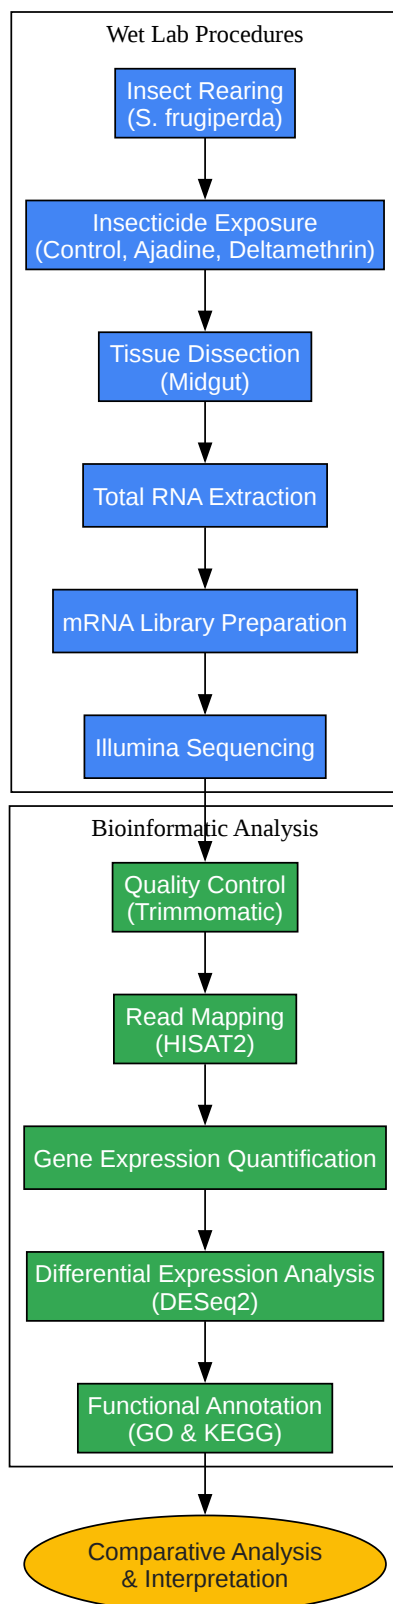 Wet Lab Procedures
Insect Rearing
(S. frugiperda)
Insecticide Exposure
(Control, Ajadine, Deltamethrin)
Tissue Dissection
(Midgut)
Total RNA Extraction
mRNA Library Preparation
Illumina Sequencing
Bioinformatic Analysis
Quality Control
(Trimmomatic)
Read Mapping
(HISAT2)
Gene Expression Quantification
Differential Expression Analysis
(DESeq2)
Functional Annotation
(GO & KEGG)
Comparative Analysis
& Interpretation